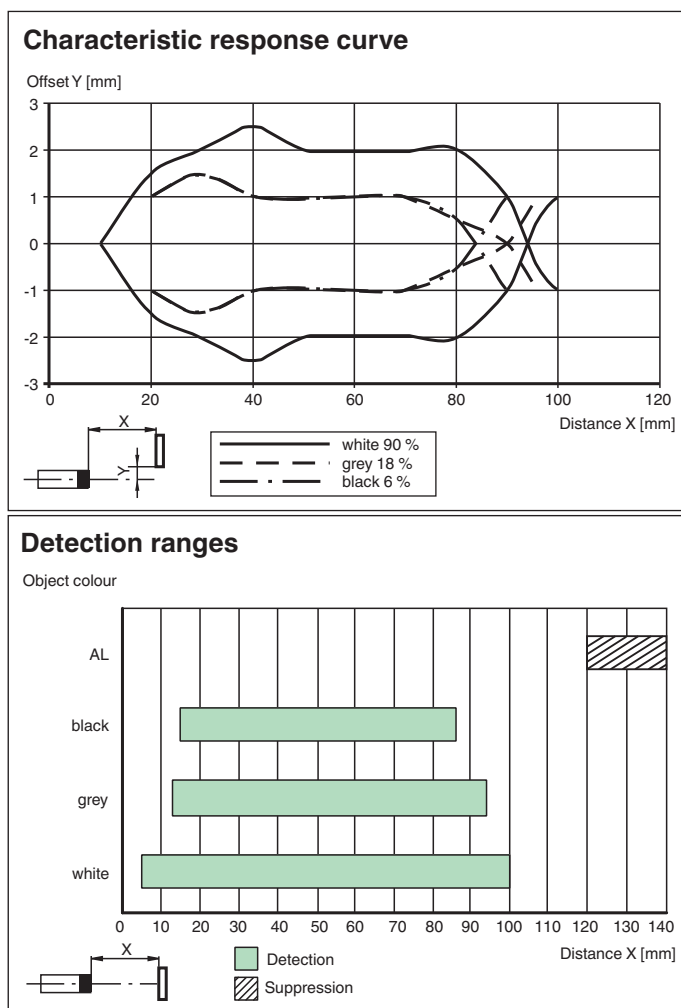 Characteristic response curve
Offset Y [mm]
3
2
1
0
-1
-2
-3
0 20 40 60 80 100 120
Distance X [mm]
X
Y
white 90 %
grey 18 %
black 6 %
Detection ranges
Object colour
AL
black
grey
white
0 10 20 30 40 50 60 70 80 90 100 110 120 130 140
Distance X [mm]
X
Detection
Suppression